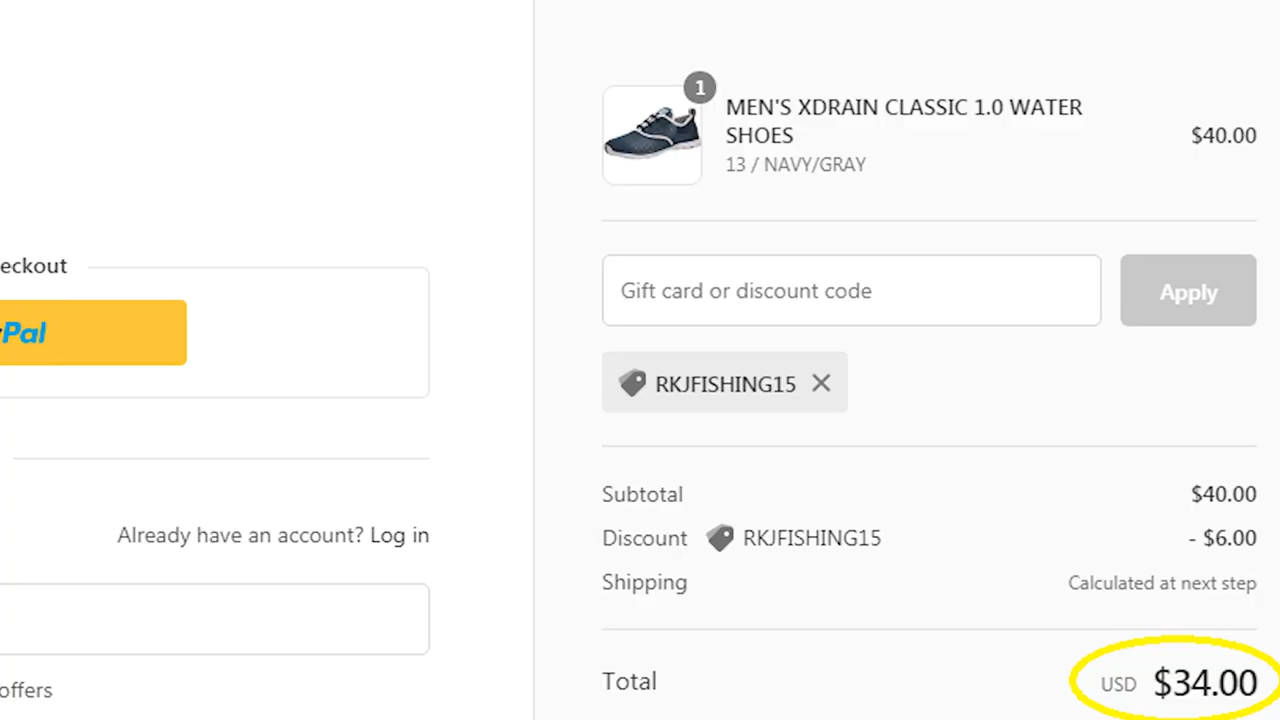 eckout
Pal
Already have an account? Log in
offers
1
MEN'S XDRAIN CLASSIC 1.0 WATER
SHOES
13 / NAVY/GRAY
$40.00
Gift card or discount code
Apply
RKJFISHING15
Subtotal $40.00
Discount RKJFISHING15 - $6.00
Shipping Calculated at next step
Total USD $34.00